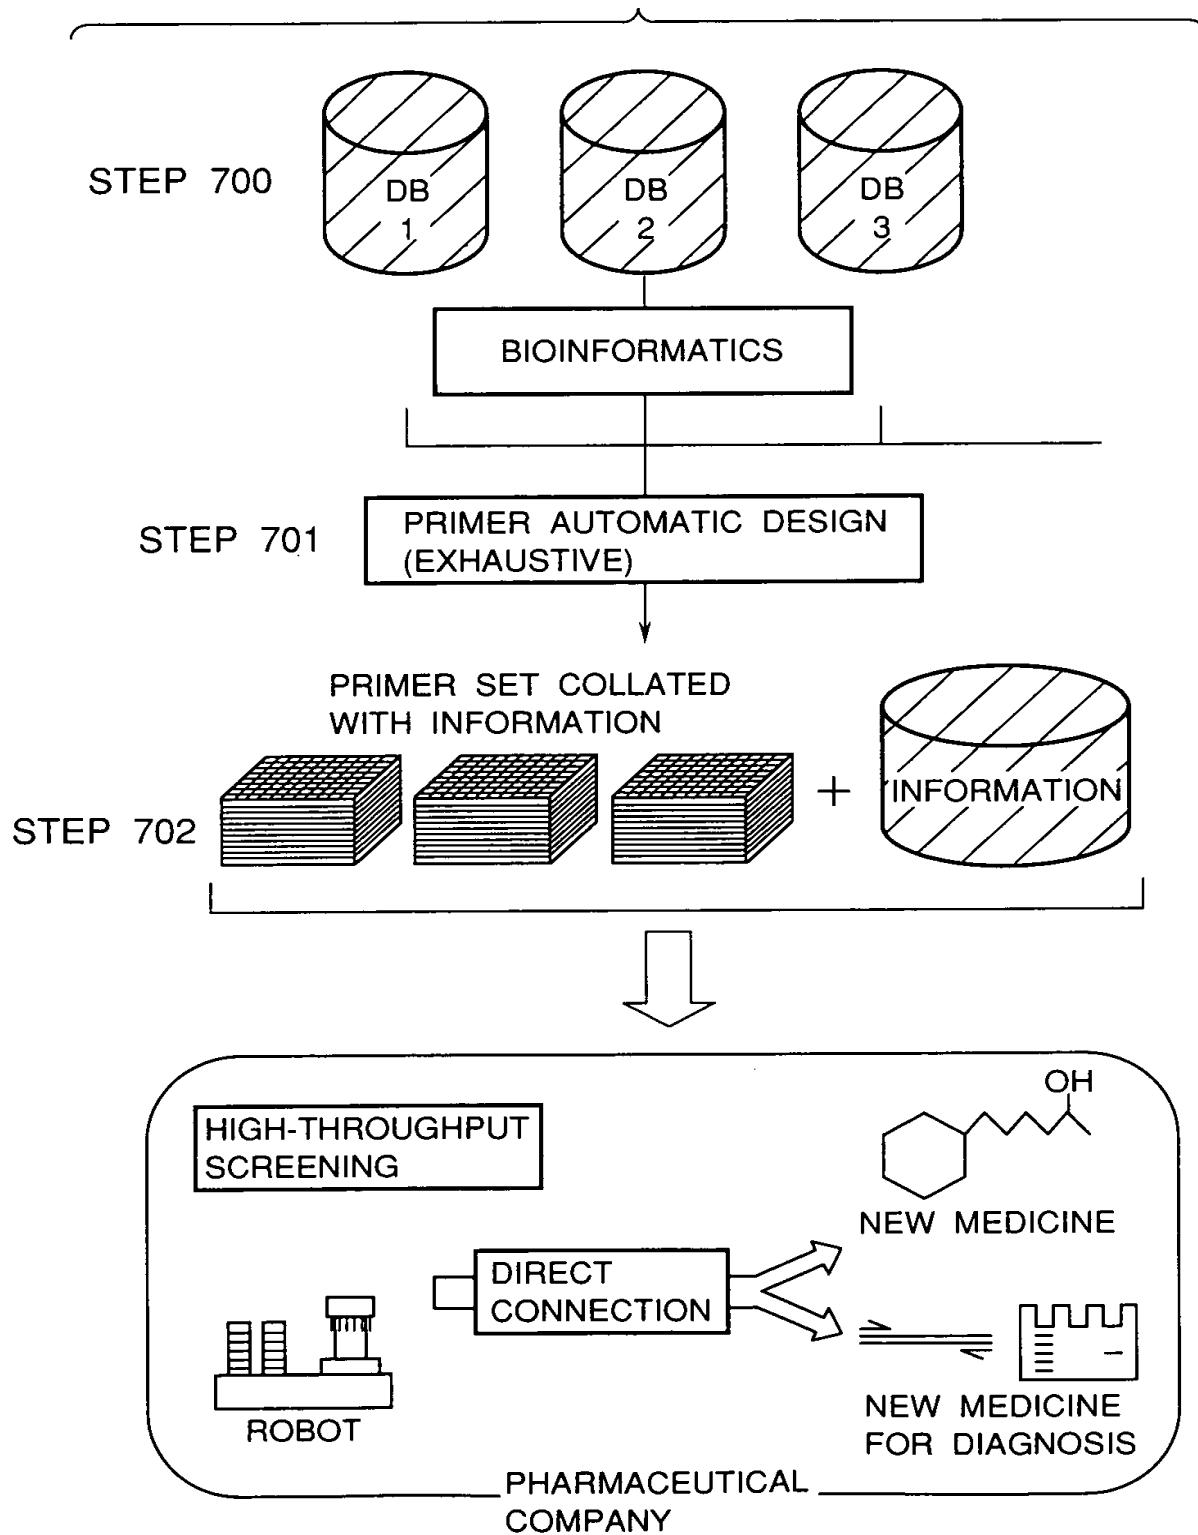 STEP 700
DB
1
DB
2
DB
3
BIOINFORMATICS
STEP 701
PRIMER AUTOMATIC DESIGN
(EXHAUSTIVE)
PRIMER SET COLLATED
WITH INFORMATION
STEP 702
+
INFORMATION
HIGH-THROUGHPUT
SCREENING
OH
NEW MEDICINE
DIRECT
CONNECTION
ROBOT
NEW MEDICINE
FOR DIAGNOSIS
PHARMACEUTICAL
COMPANY